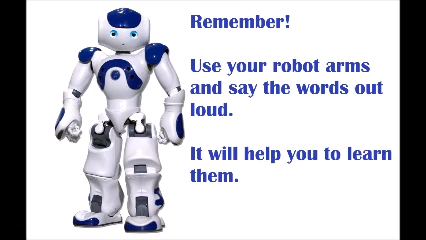 Remember!
Use your robot arms
and say the words out
loud.
It will help you to learn
them.